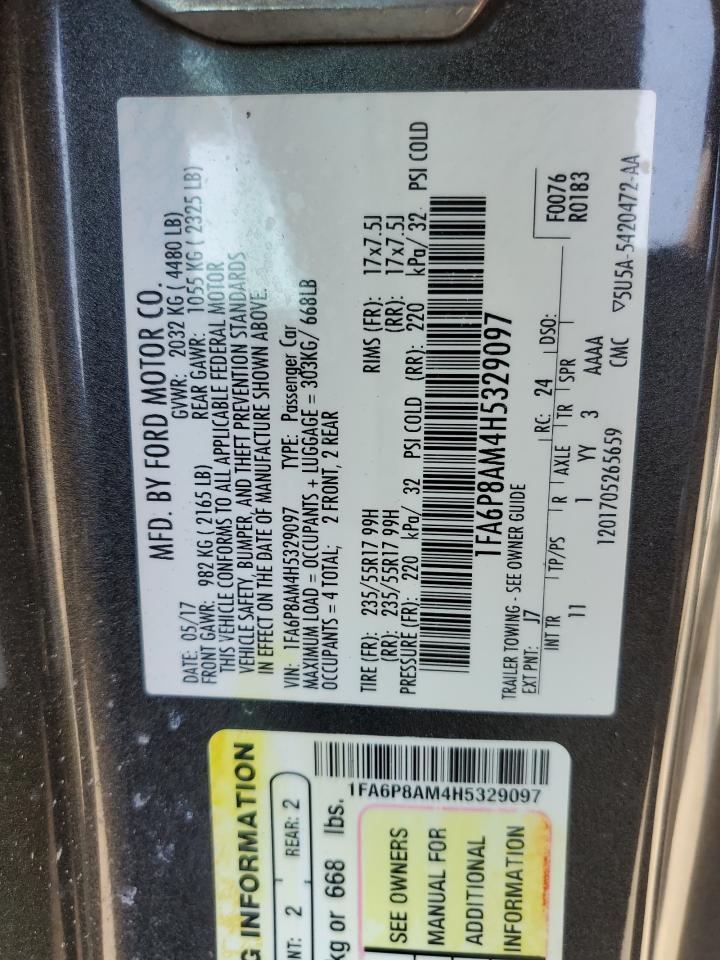 MFD. BY FORD MOTOR CO.
DATE: 05/17 GVWR: 2032 KG ( 4480 LB)
FRONT GAWR: 982 KG ( 2165 LB) REAR GAWR: 1055 KG ( 2325 LB)
THIS VEHICLE CONFORMS TO ALL APPLICABLE FEDERAL MOTOR
VEHICLE SAFETY, BUMPER, AND THEFT PREVENTION STANDARDS
IN EFFECT ON THE DATE OF MANUFACTURE SHOWN ABOVE.
VIN: 1FA6P8AM4H5329097 TYPE: Passenger Car
MAXIMUM LOAD = OCCUPANTS + LUGGAGE = 303KG/ 668LB
OCCUPANTS = 4 TOTAL; 2 FRONT, 2 REAR
TIRE (FR): 235/55R17 99H RIMS (FR): 17x7.5J
(RR): 235/55R17 99H (RR): 17x7.5J
PRESSURE (FR): 220 kPa/ 32 PSI COLD (RR): 220 kPa/ 32 PSI COLD
1FA6P8AM4H5329097
TRAILER TOWING - SEE OWNER GUIDE
EXT PNT: J7 RC: 24 DSO: F0076
R0183
INT TR TP/PS R AXLE TR SPR
11 1 YY 3 AAAA
1201705265659 CMC ▽5U5A-5420472-AA
G INFORMATION
NT: 2 REAR: 2
kg or 668 lbs.
1FA6P8AM4H5329097
SEE OWNERS
MANUAL FOR
ADDITIONAL
INFORMATION